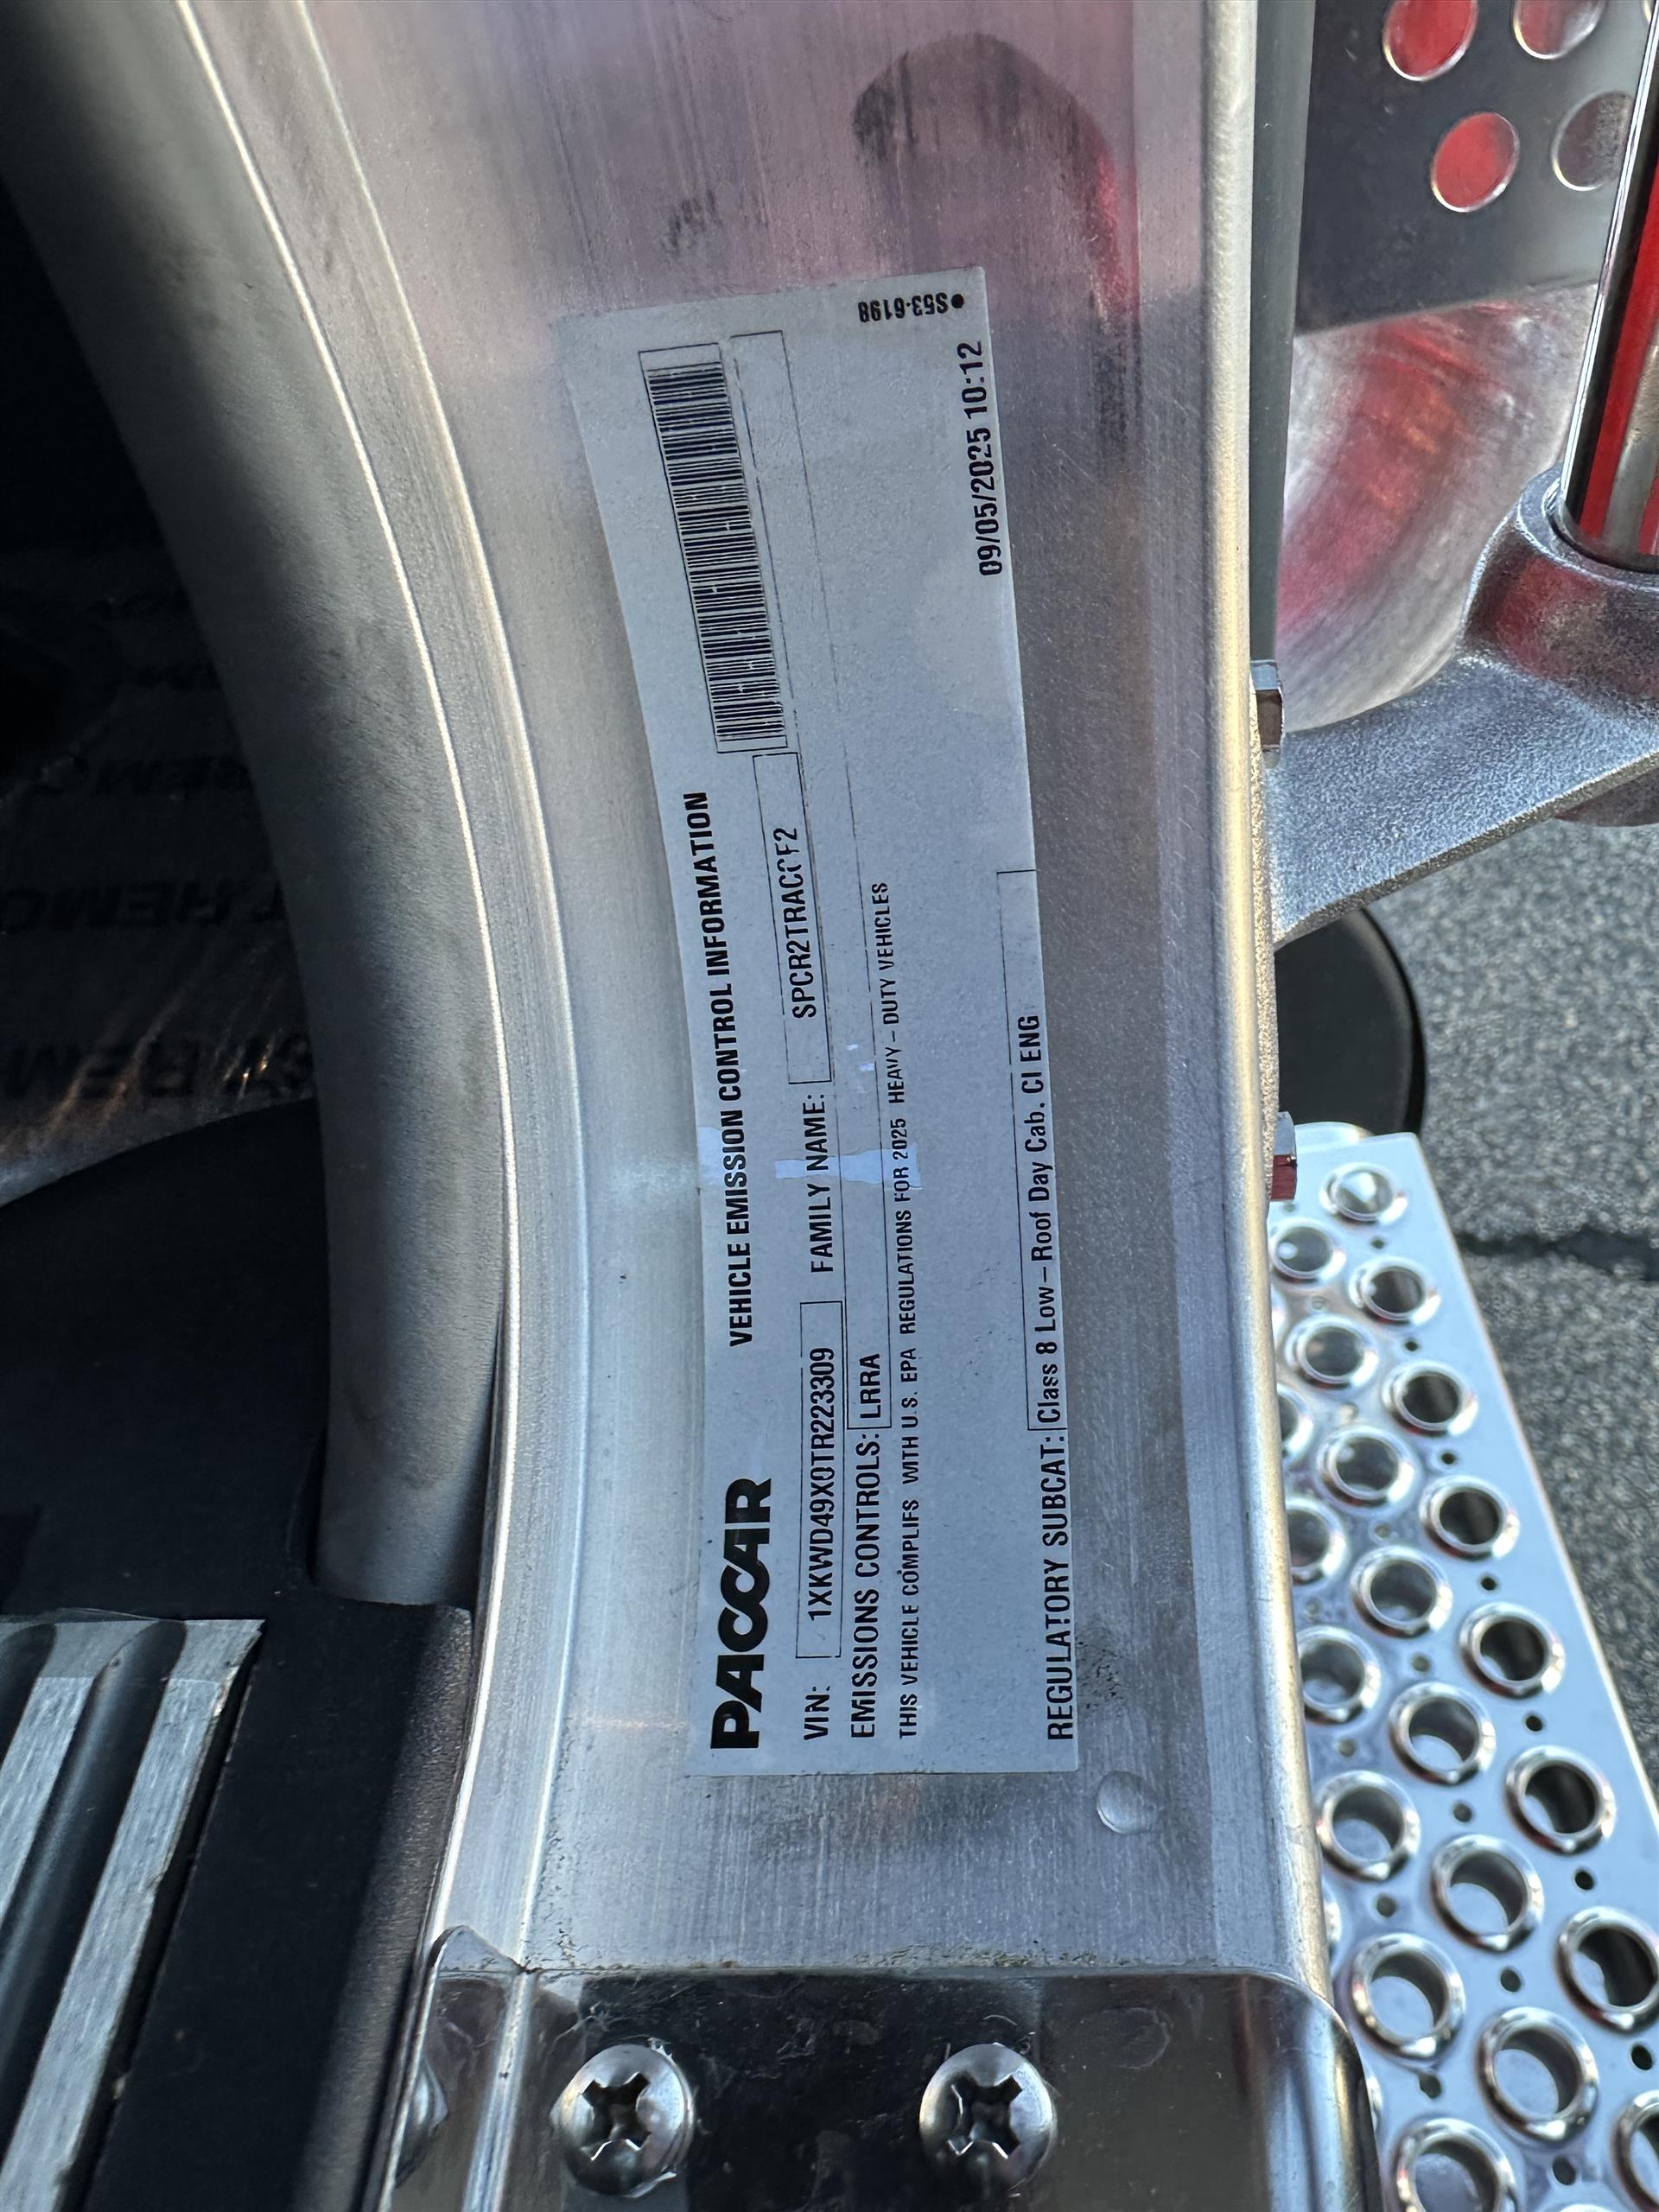 PACCAR
VEHICLE EMISSION CONTROL INFORMATION
VIN: 1XKWD49X0TR223309 FAMILY NAME:
EMISSIONS CONTROLS: LRRA
THIS VEHICLE COMPLIES WITH U.S. EPA REGULATIONS FOR 2025 HEAVY-DUTY VEHICLES
REGULATORY SUBCAT: Class 8 Low-Roof Day Cab. CI ENG
09/05/2025 10:12
•S53-6198